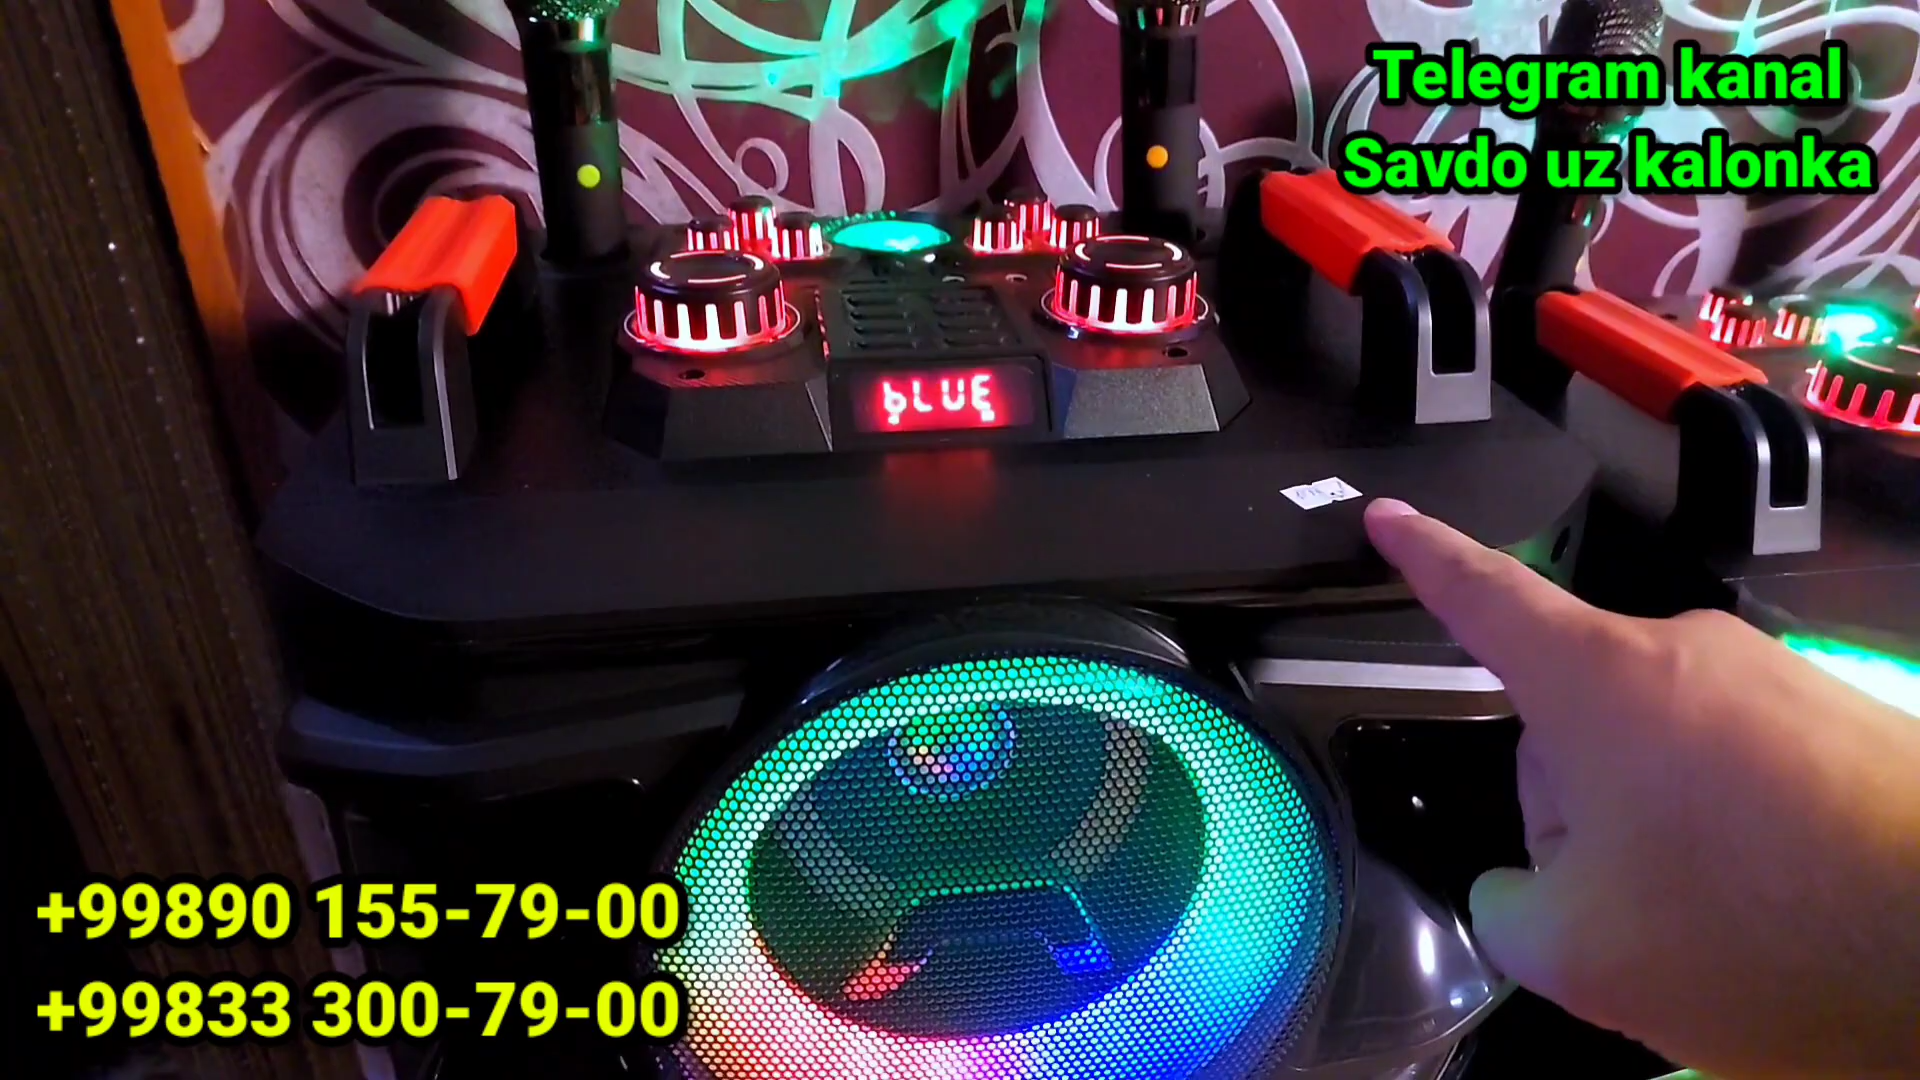 Telegram kanal
Savdo uz kalonka
bLUE
+99890 155-79-00
+99833 300-79-00